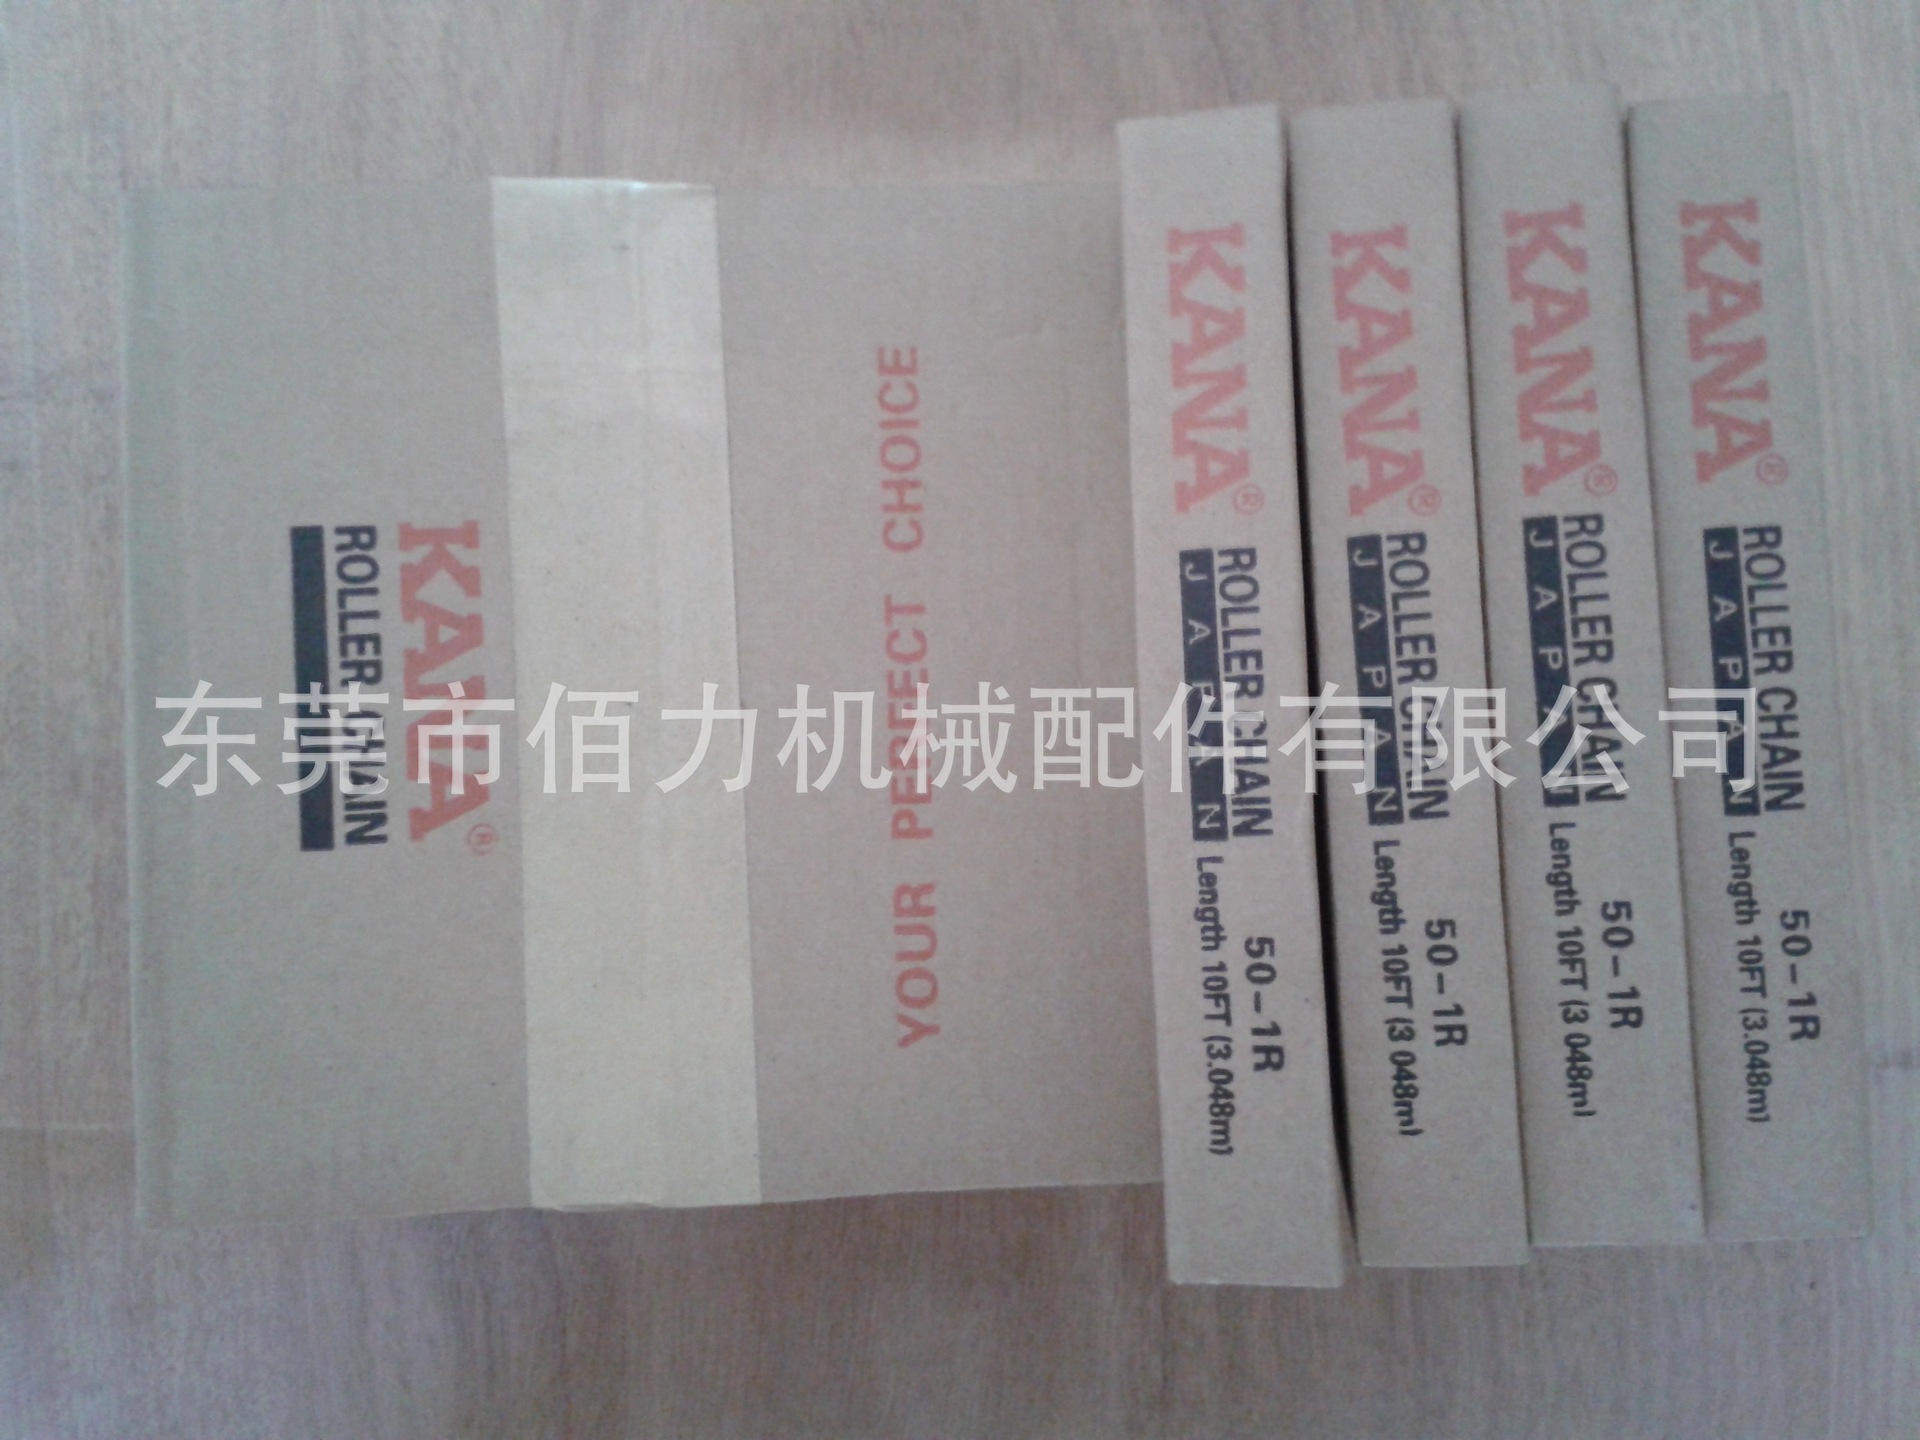 KANA®
ROLLER CHAIN
YOUR PERFECT CHOICE
KANA®
ROLLER CHAIN
JAPAN
50-1R
Length 10FT (3.048m)
KANA®
ROLLER CHAIN
JAPAN
50-1R
Length 10FT (3 048m)
KANA®
ROLLER CHAIN
JAPAN
50-1R
Length 10FT (3 048m)
KANA®
ROLLER CHAIN
JAPAN
50-1R
Length 10FT (3.048m)
东莞市佰力机械配件有限公司